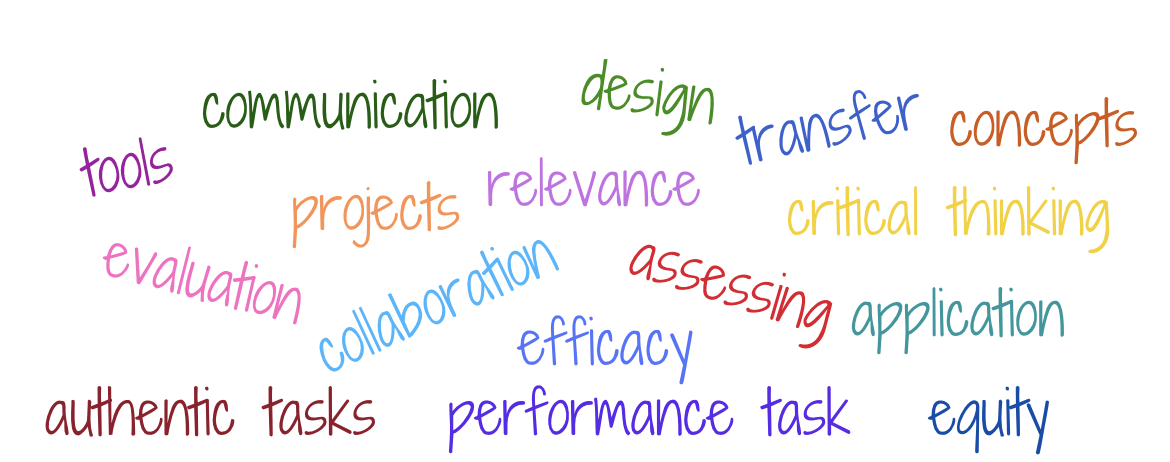 communication
design
transfer
concepts
tools
projects
relevance
critical thinking
evaluation
collaboration
assessing
application
efficacy
authentic tasks
performance task
equity